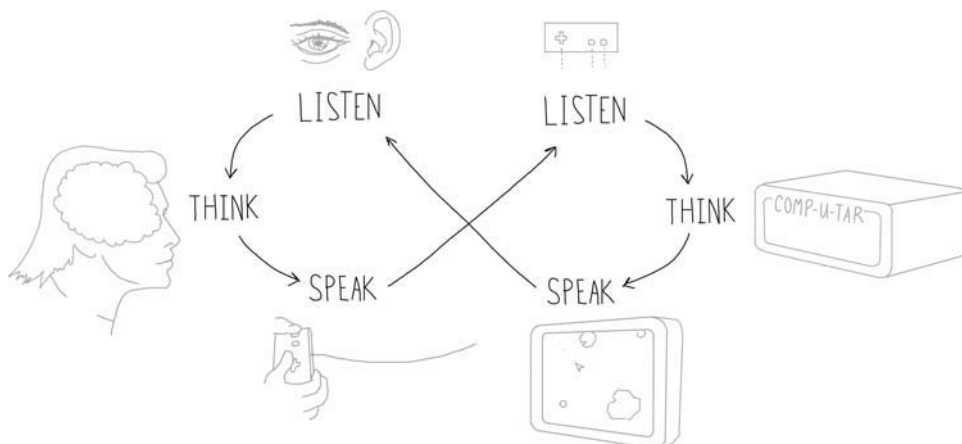 LISTEN
LISTEN
THINK
THINK
COMP-U-TAR
SPEAK
SPEAK